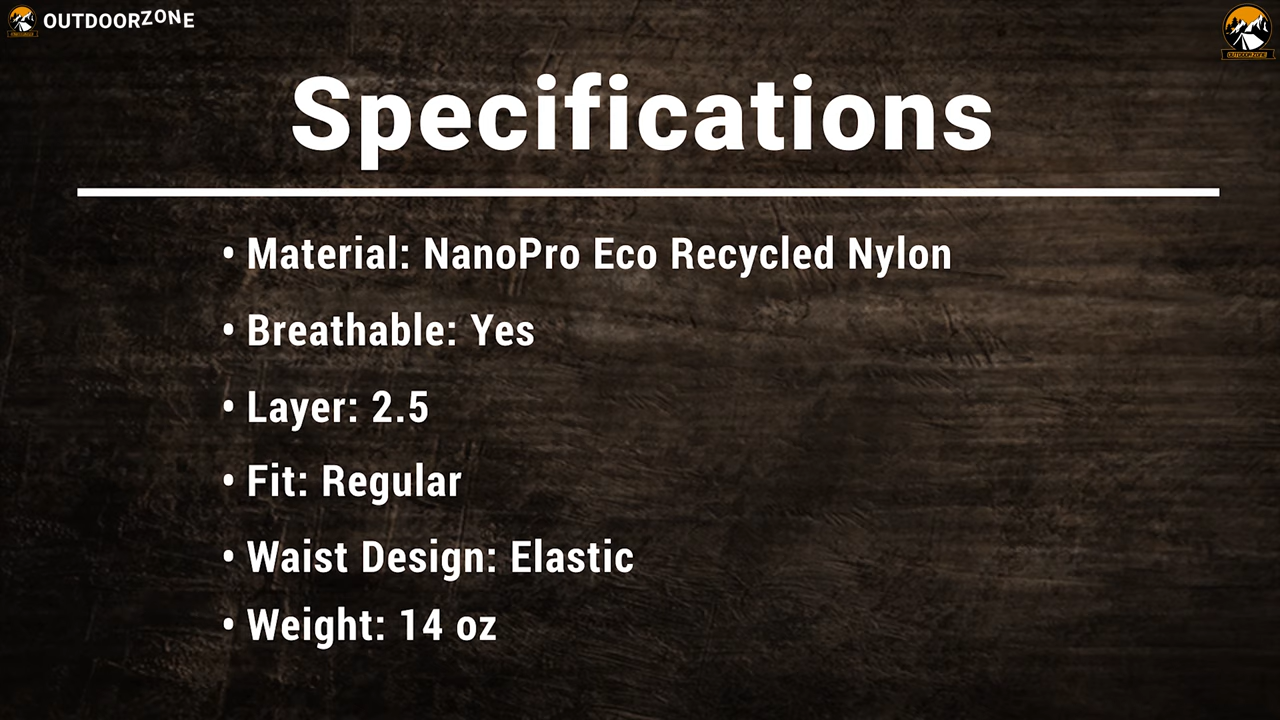 OUTDOORZONE
OUTDOORZONE
Specifications
• Material: NanoPro Eco Recycled Nylon
• Breathable: Yes
• Layer: 2.5
• Fit: Regular
• Waist Design: Elastic
• Weight: 14 oz